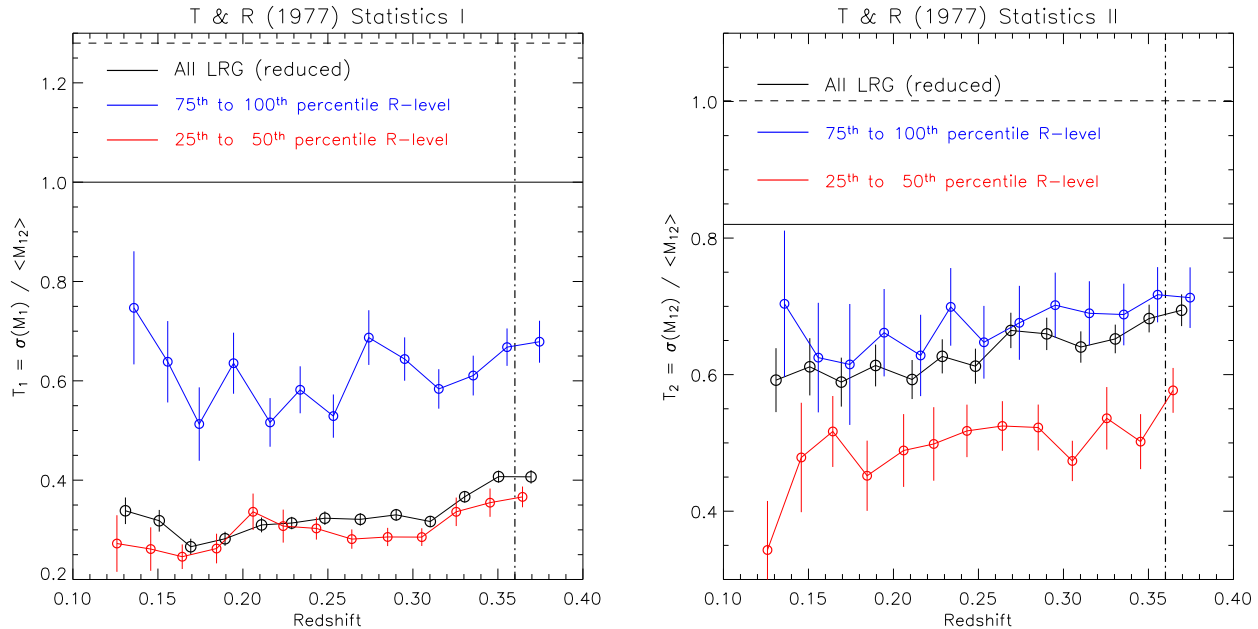 T & R (1977) Statistics I
All LRG (reduced)
75th to 100th percentile R-level
25th to 50th percentile R-level
1.2
1.0
0.8
0.6
0.4
0.2
T1 = σ(M1) / <M12>
0.10
0.15
0.20
0.25
0.30
0.35
0.40
Redshift
T & R (1977) Statistics II
All LRG (reduced)
75th to 100th percentile R-level
25th to 50th percentile R-level
1.0
0.8
0.6
0.4
T2 = σ(M12) / <M12>
0.10
0.15
0.20
0.25
0.30
0.35
0.40
Redshift